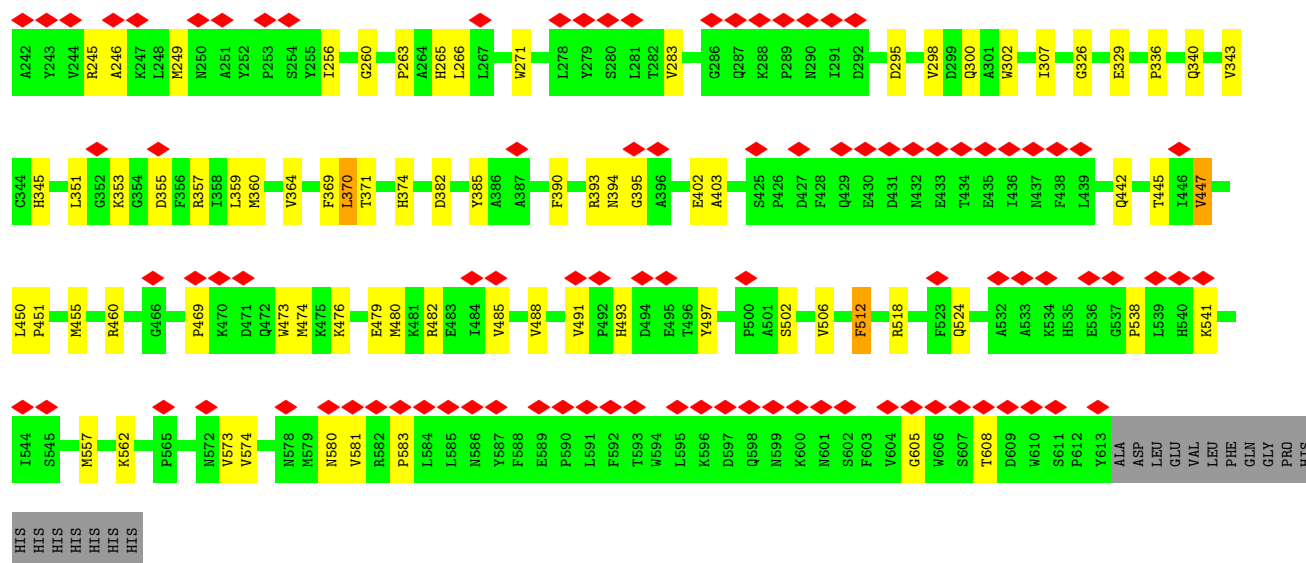 A242 Y243 V244 R245 A246 K247 L248 M249 N250 A251 Y252 P253 S254 Y255 I256 G260 P263 A264 H265 L266 L267 W271 L278 Y279 S280 L281 T282 V283 G286 Q287 K288 P289 N290 I291 D292 D295 V298 D299 Q300 A301 W302 I307 G326 E329 P336 Q340 V343
C344 H345 L351 G352 K353 G354 D355 F356 R357 I358 L359 M360 V364 F369 L370 T371 H374 D382 Y385 A386 A387 F390 R393 N394 G395 A396 E402 A403 S425 P426 D427 F428 Q429 E430 D431 N432 E433 T434 E435 I436 N437 F438 L439 Q442 T445 I446 V447
L450 P451 M455 R460 G466 P469 K470 D471 Q472 W473 M474 K475 K476 E479 M480 K481 R482 E483 I484 V485 V488 V491 P492 H493 D494 E495 T496 Y497 P500 A501 S502 V506 F512 R518 F523 Q524 A532 A533 K534 H535 E536 G537 P538 L539 H540 K541
I544 S545 M557 K562 P565 N572 V573 V574 N578 M579 N580 V581 R582 P583 L584 L585 N586 Y587 F588 E589 P590 L591 F592 T593 W594 L595 K596 D597 Q598 N599 K600 N601 S602 F603 V604 G605 W606 S607 T608 D609 W610 S611 P612 Y613 ALA ASP LEU GLU VAL LEU PHE GLN GLY PRO HIS
HIS HIS HIS HIS HIS HIS